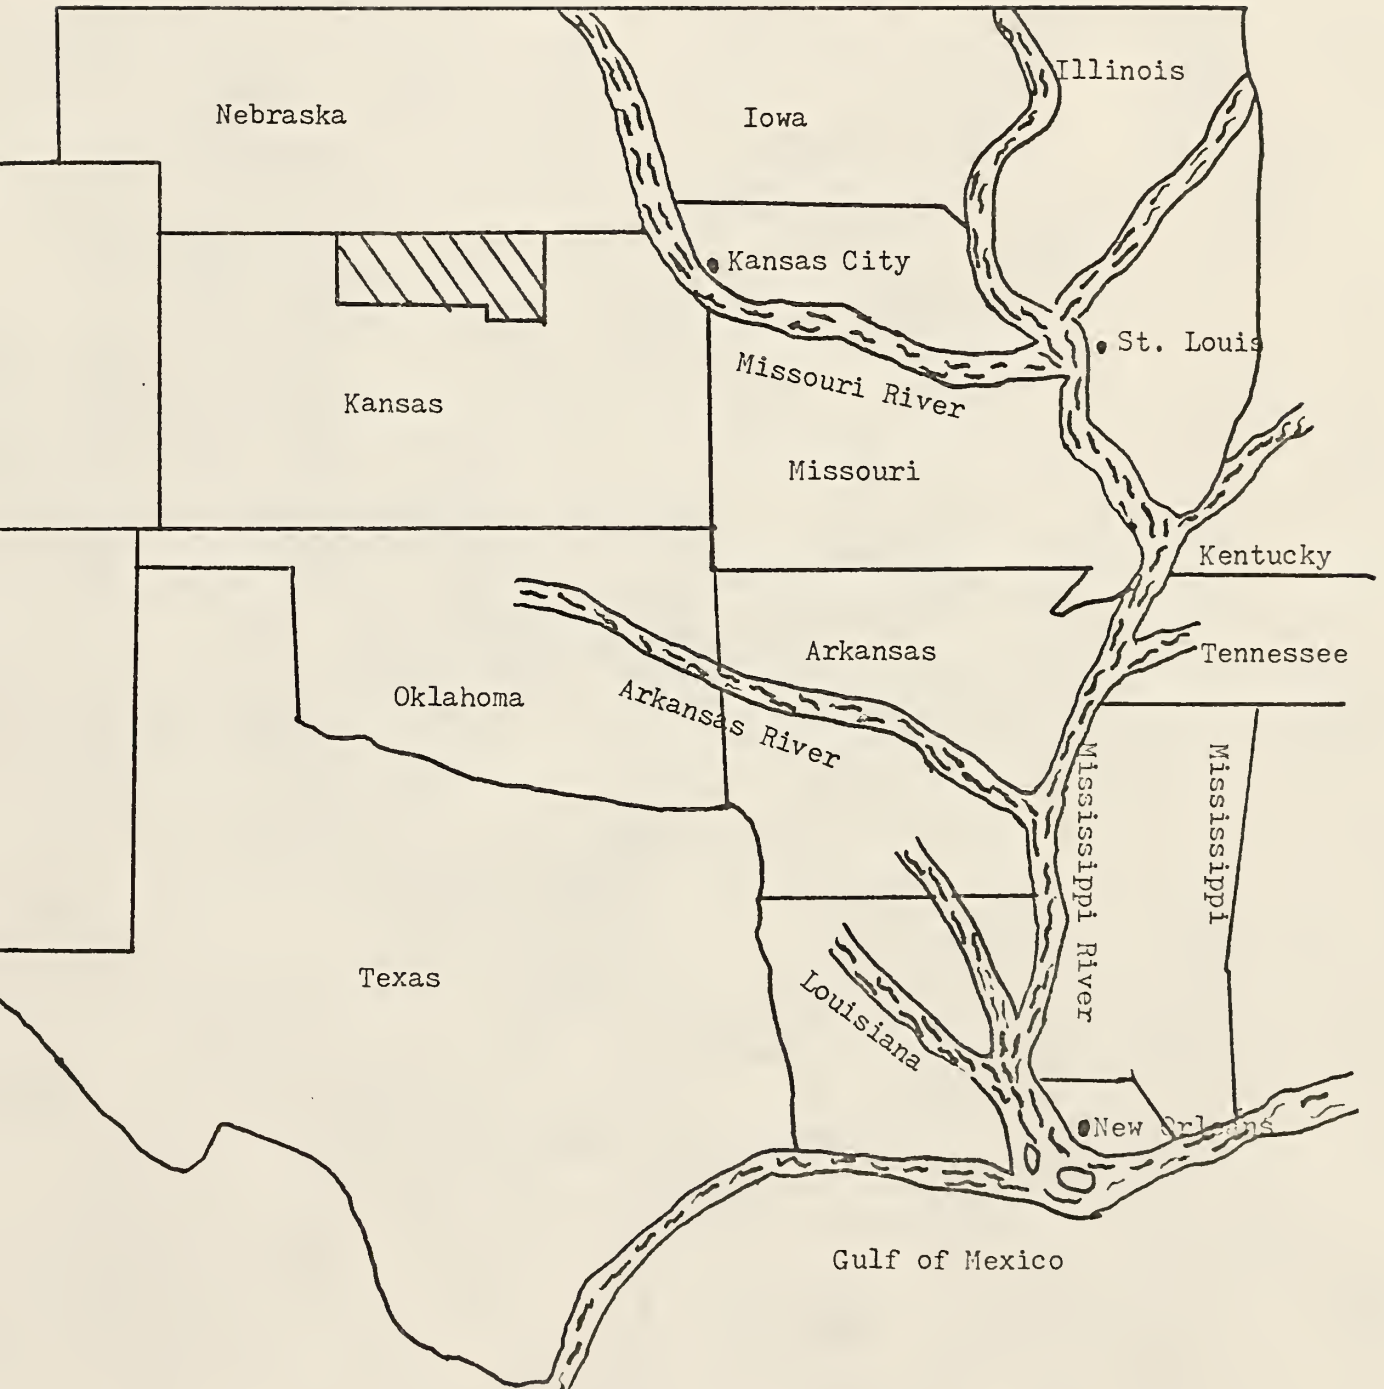 Illinois
Nebraska
Iowa
Kansas City
St. Louis
Missouri River
Kansas
Missouri
Kentucky
Arkansas
Tennessee
Oklahoma
Arkansas River
Mississippi River
Mississippi
Texas
Louisiana
New Orleans
Gulf of Mexico